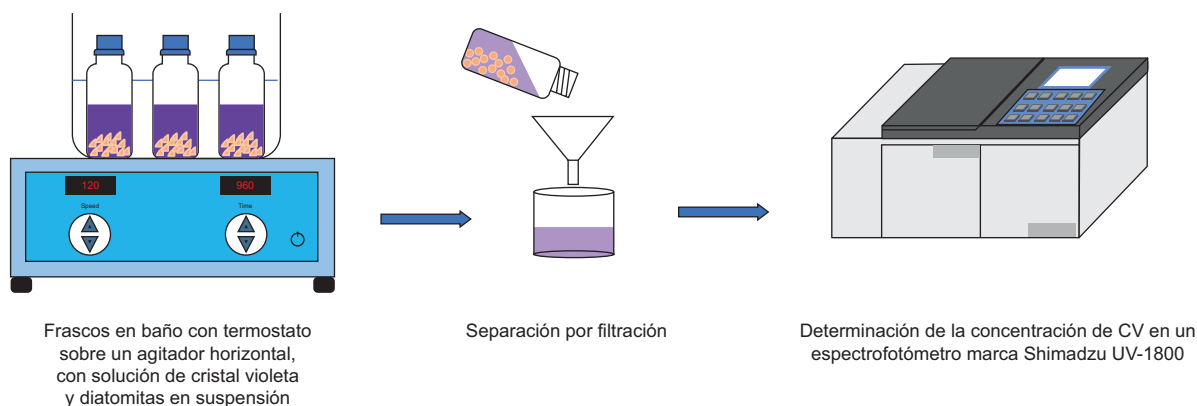 120
960
Speed
Time
Frascos en baño con termostato
sobre un agitador horizontal,
con solución de cristal violeta
y diatomitas en suspensión
Separación por filtración
Determinación de la concentración de CV en un
espectrofotómetro marca Shimadzu UV-1800